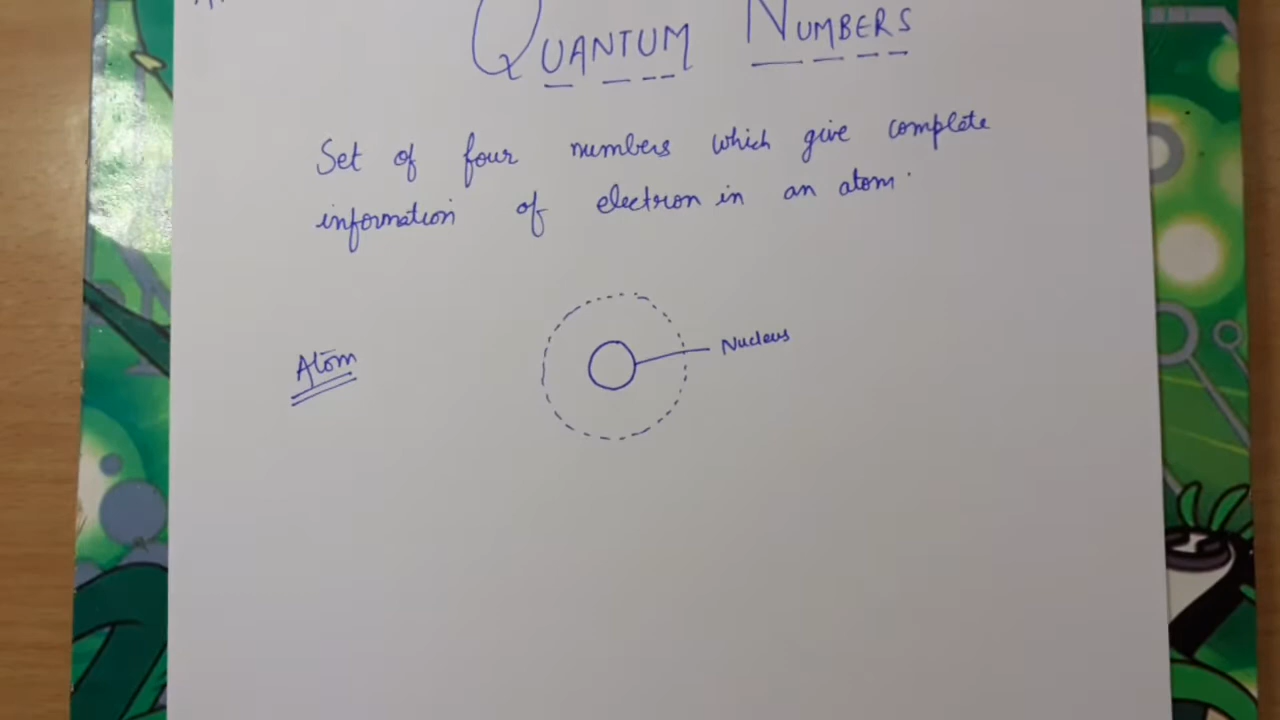 QUANTUM NUMBERS
Set of four numbers which give complete
information of electron in an atom.
Atom
Nucleus